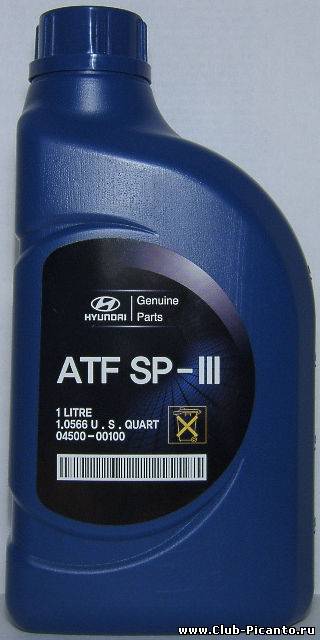 HYUNDAI
Genuine
Parts
ATF SP-III
1 LITRE
1.0566 U . S . QUART
04500-00100
www.Club-Picanto.ru